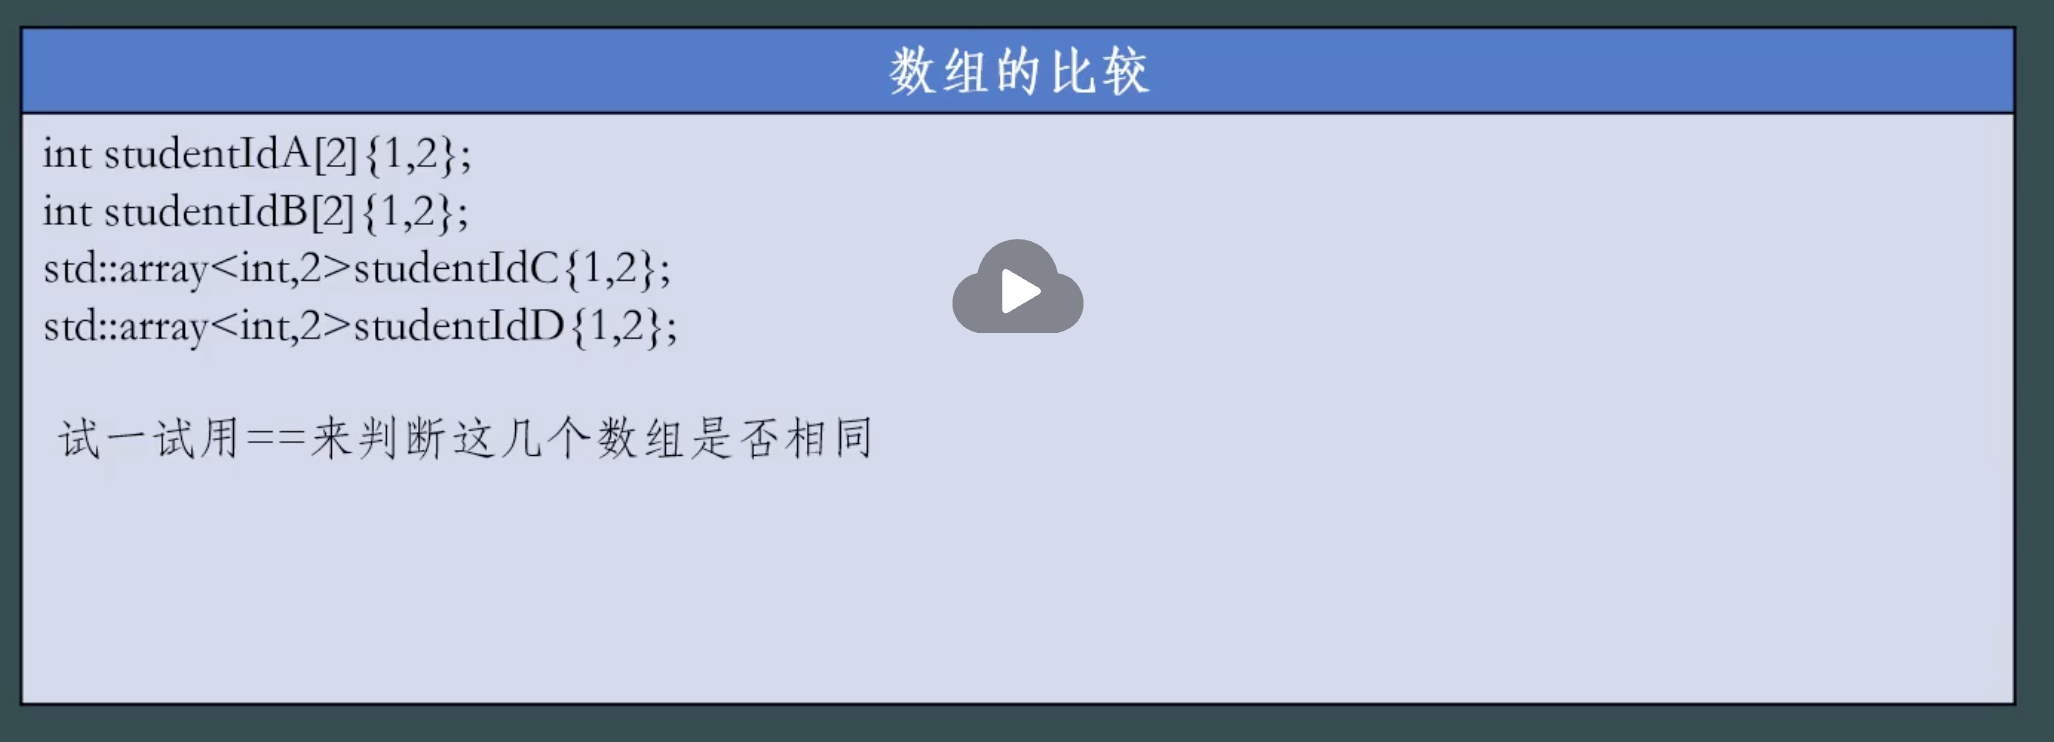 数组的比较
int studentIdA[2]{1,2};
int studentIdB[2]{1,2};
std::array<int,2>studentIdC{1,2};
std::array<int,2>studentIdD{1,2};
试一试用==来判断这几个数组是否相同